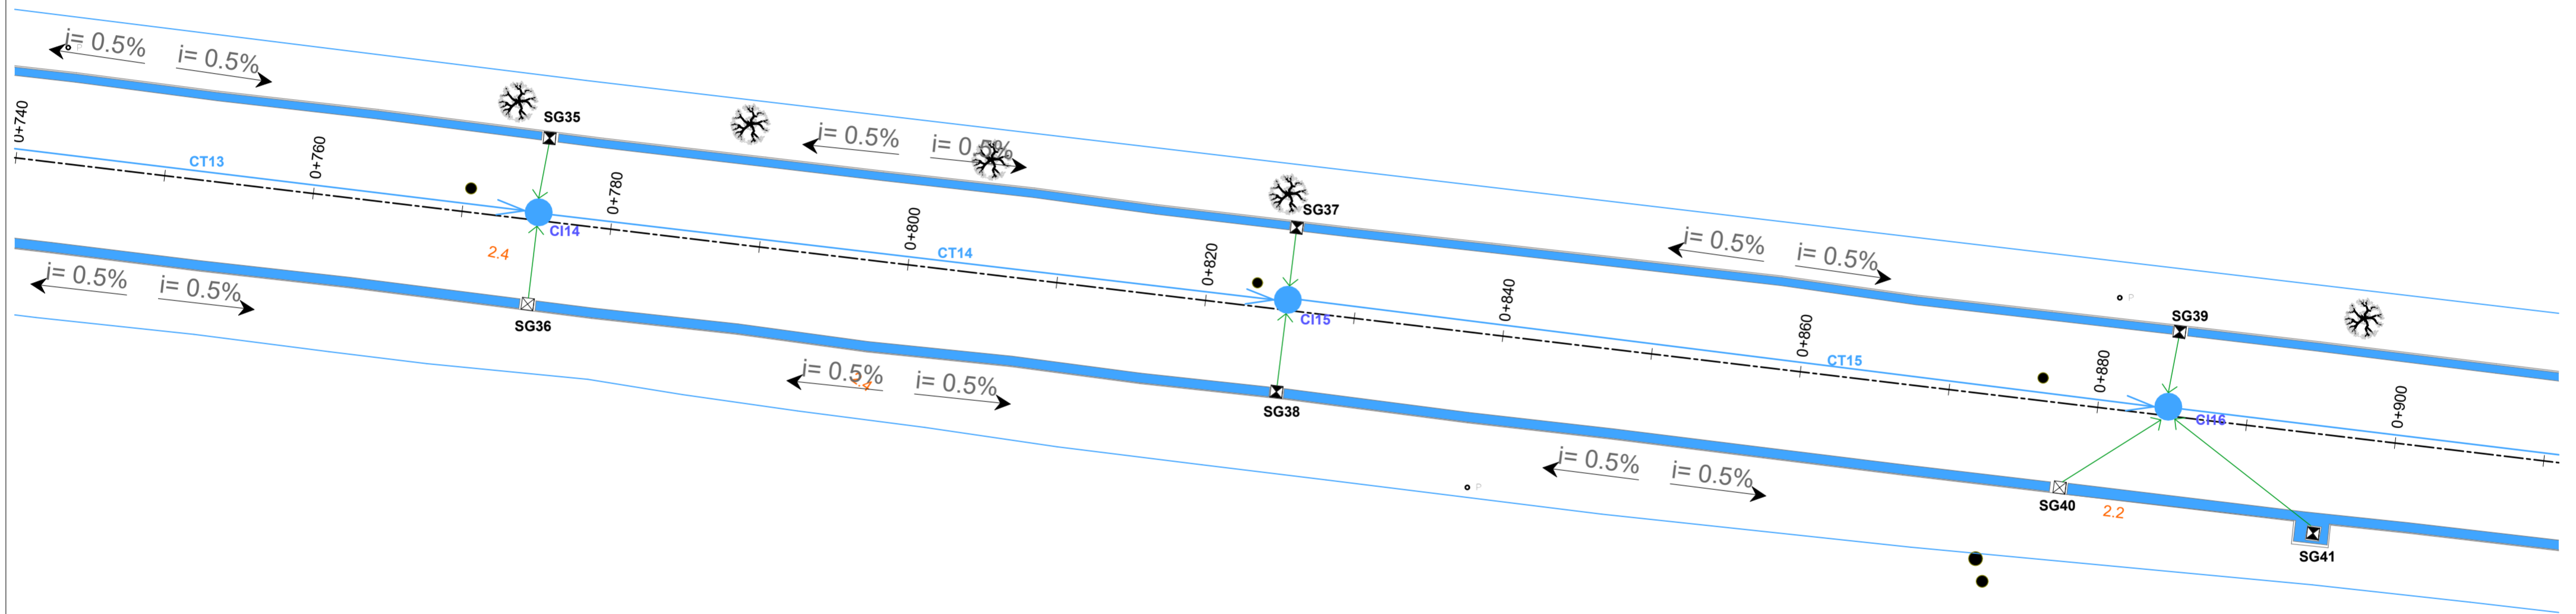 i= 0.5%
P
i= 0.5%
SG35
i= 0.5%
i= 0.5%
SG37
i= 0.5%
i= 0.5%
P
SG39
0+740
CT13
0+760
0+780
CI14
CT14
0+800
0+820
CI15
0+840
0+860
CT15
0+880
CI16
0+900
2.4
i= 0.5%
i= 0.5%
SG36
i= 0.5%
2.4
i= 0.5%
SG38
i= 0.5%
i= 0.5%
P
SG40
2.2
SG41